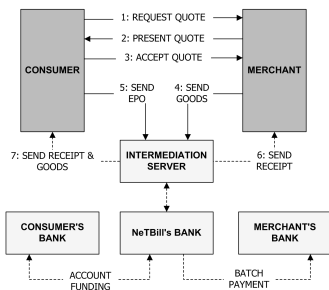 1: REQUEST QUOTE
2: PRESENT QUOTE
3: ACCEPT QUOTE
CONSUMER
MERCHANT
5: SEND
EPO
4: SEND
GOODS
7: SEND RECEIPT &
GOODS
INTERMEDIATION
SERVER
6: SEND
RECEIPT
CONSUMER'S
BANK
NeTBill's BANK
MERCHANT'S
BANK
ACCOUNT
FUNDING
BATCH
PAYMENT